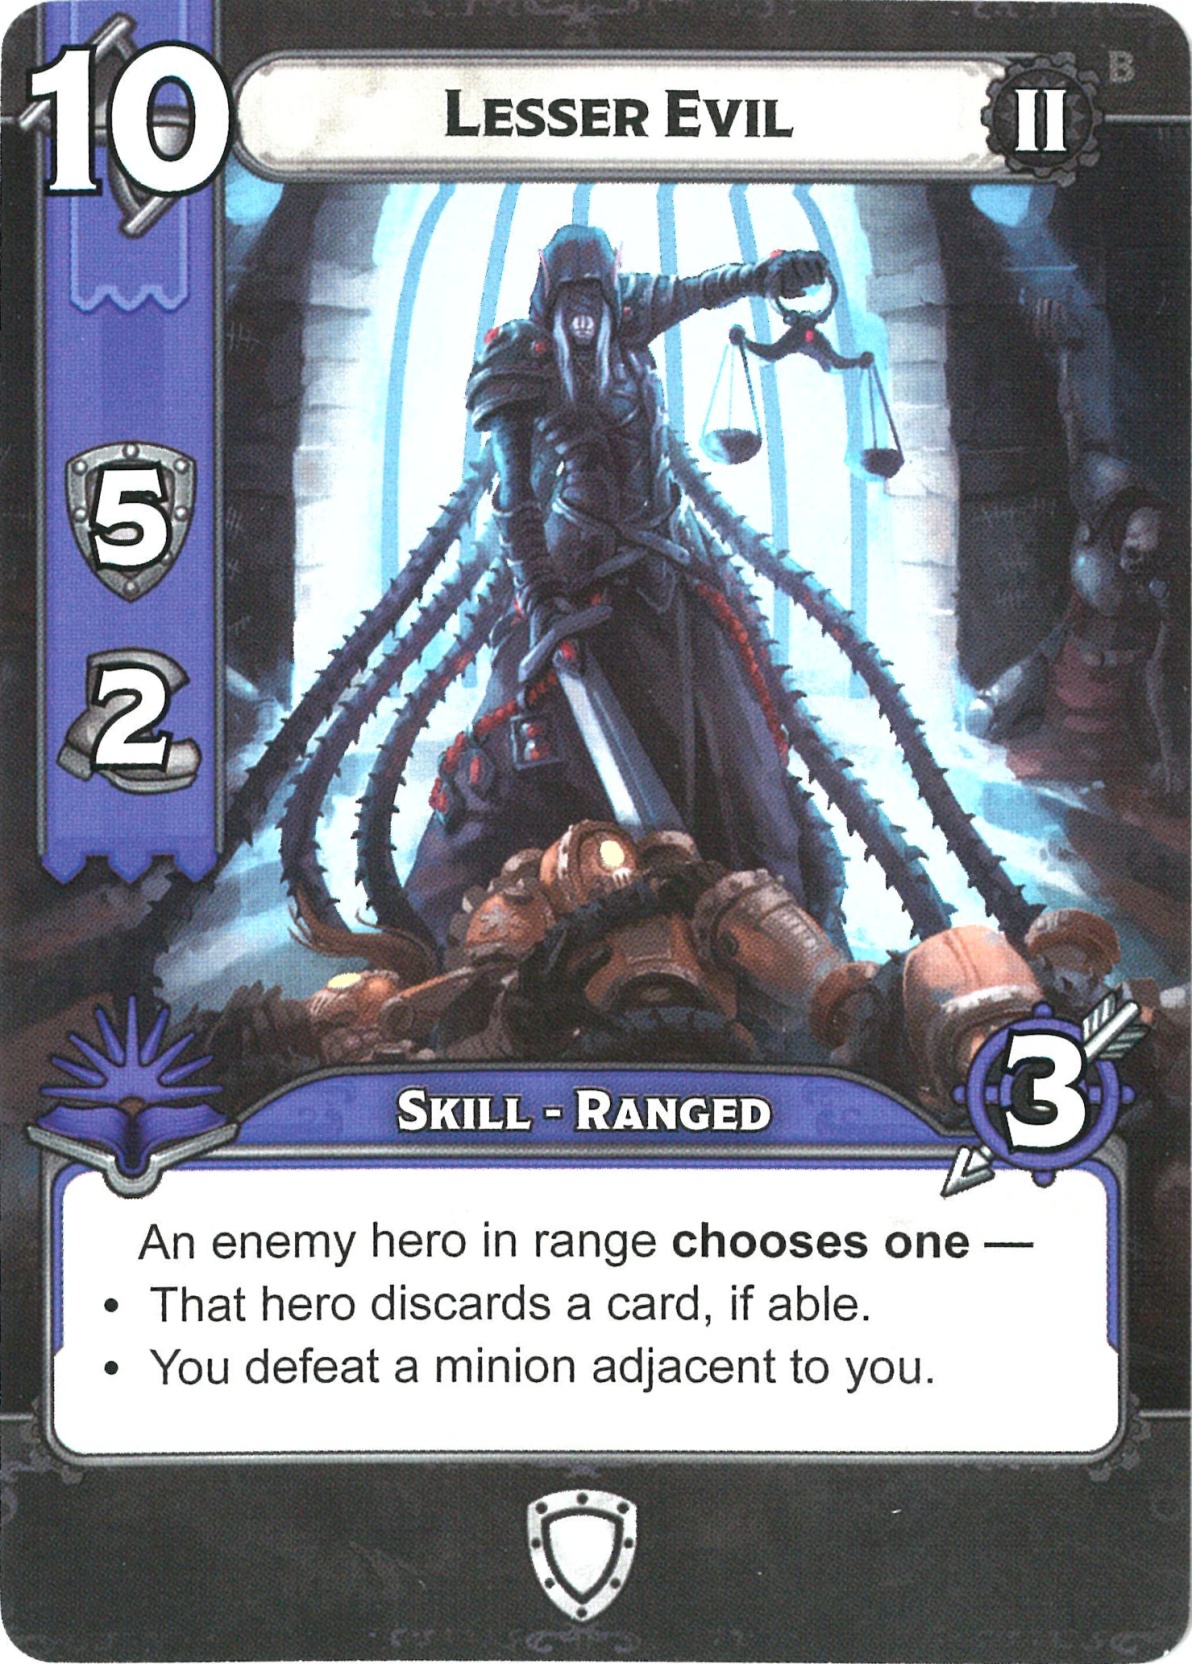 10
LESSER EVIL
II
B
5
2
SKILL - RANGED
3
An enemy hero in range chooses one —
• That hero discards a card, if able.
• You defeat a minion adjacent to you.